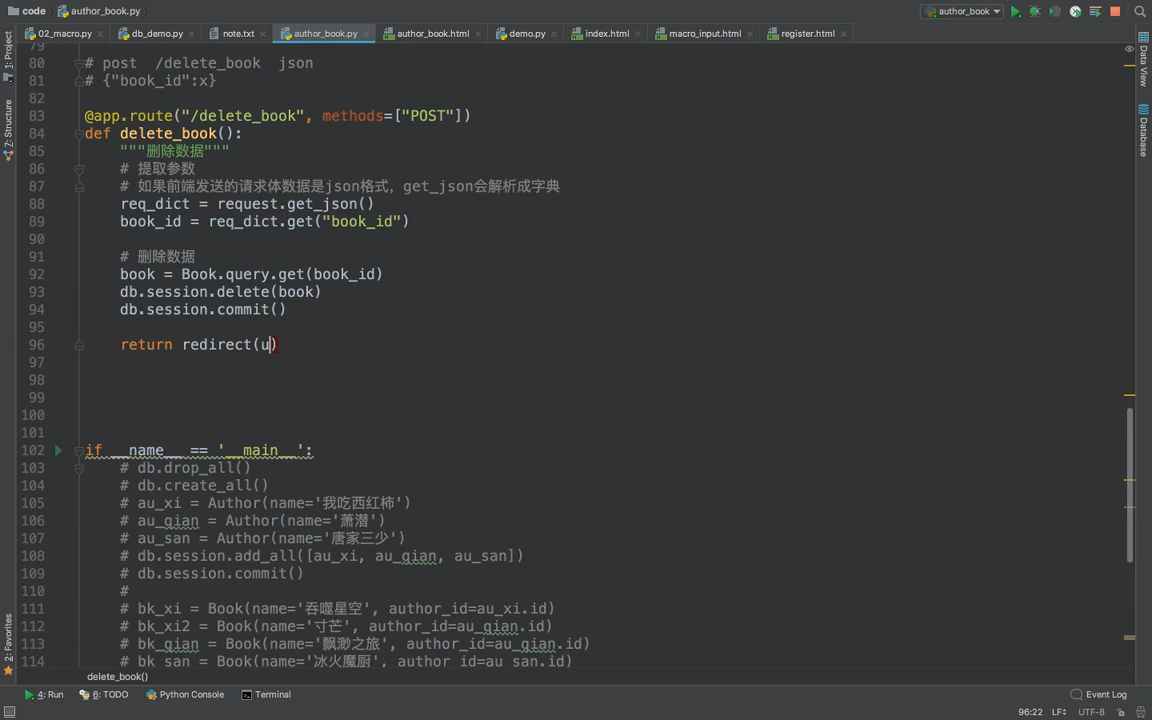 code author_book.py author_book
02_macro.py db_demo.py note.txt author_book.py author_book.html demo.py index.html macro_input.html register.html
1: Project
Z: Structure
2: Favorites
Data View
Database
79
80 # post /delete_book json
81 # {"book_id":x}
82
83 @app.route("/delete_book", methods=["POST"])
84 def delete_book():
85 """删除数据"""
86 # 提取参数
87 # 如果前端发送的请求体数据是json格式，get_json会解析成字典
88 req_dict = request.get_json()
89 book_id = req_dict.get("book_id")
90
91 # 删除数据
92 book = Book.query.get(book_id)
93 db.session.delete(book)
94 db.session.commit()
95
96 return redirect(u)
97
98
99
100
101
102 if __name__ == '__main__':
103 # db.drop_all()
104 # db.create_all()
105 # au_xi = Author(name='我吃西红柿')
106 # au_qian = Author(name='萧潜')
107 # au_san = Author(name='唐家三少')
108 # db.session.add_all([au_xi, au_qian, au_san])
109 # db.session.commit()
110 #
111 # bk_xi = Book(name='吞噬星空', author_id=au_xi.id)
112 # bk_xi2 = Book(name='寸芒', author_id=au_qian.id)
113 # bk_qian = Book(name='飘渺之旅', author_id=au_qian.id)
114 # bk_san = Book(name='冰火魔厨', author_id=au_san.id)
delete_book()
4: Run 6: TODO Python Console Terminal Event Log
96:22 LF UTF-8